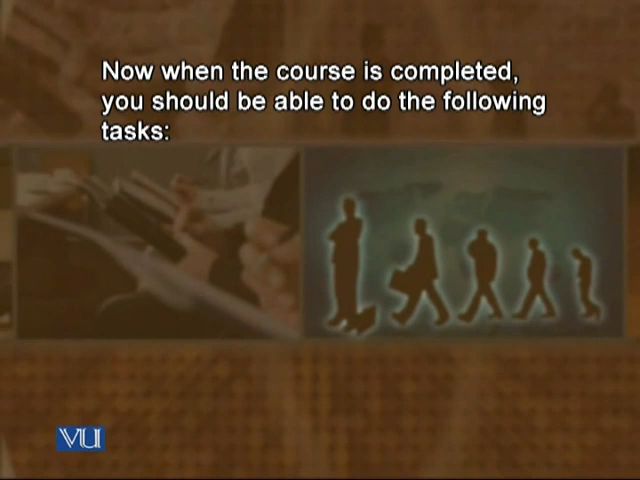 Now when the course is completed,
you should be able to do the following
tasks:
VU